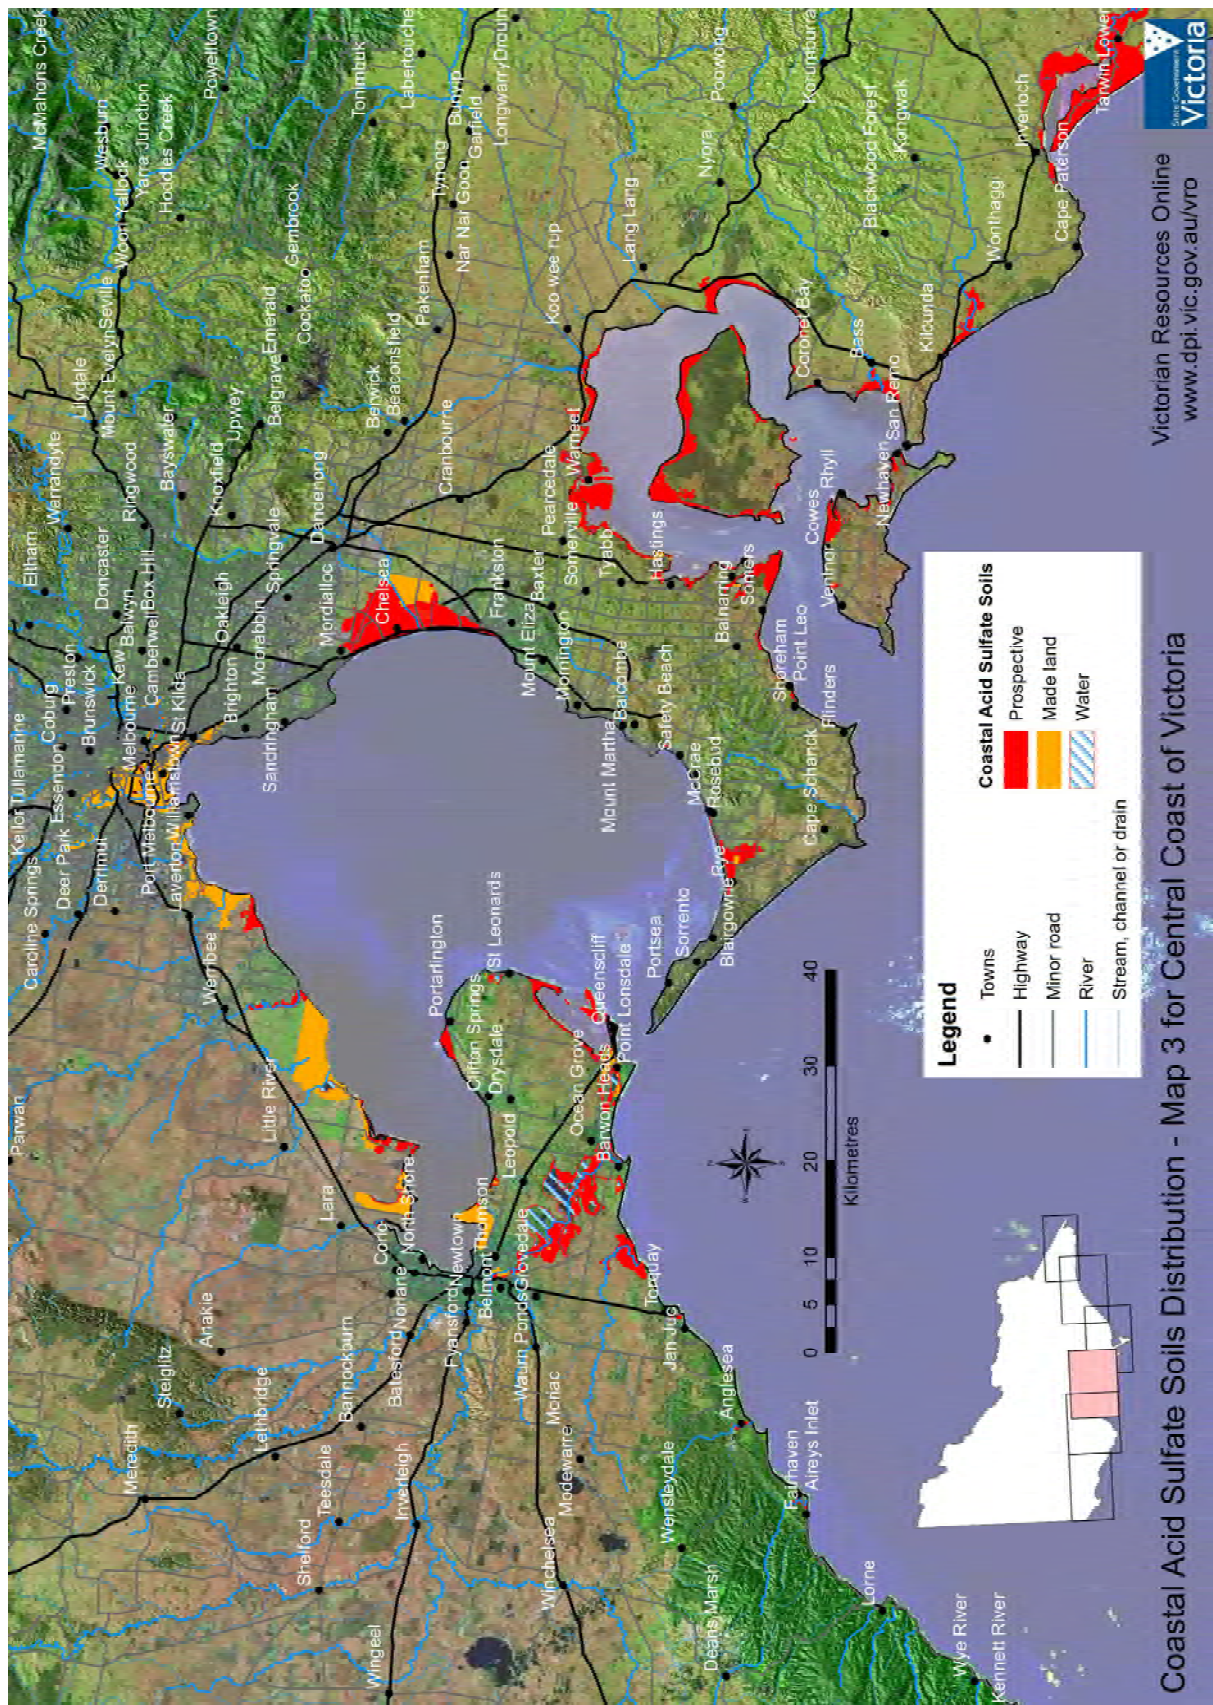 McMahons Creek
Powelltown
Wesburn
Yarra Junction
Hoddles Creek
Woori Yallock
Seville
Mount Evelyn
Lilydale
Gembrook
Cockatoo
Emerald
Belgrave
Upwey
Tonimbuk
Labertouche
Longwarry
Drouin
Bunyip
Garfield
Tynong
Nar Nar Goon
Pakenham
Beaconsfield
Berwick
Cranbourne
Koo wee rup
Lang Lang
Nyora
Poowong
Korumburra
Kongwak
Blackwood Forest
Wonthaggi
Inverloch
Tarwin Lower
Cape Paterson
Kilcunda
Bass
Coronet Bay
San Remo
Newhaven
Rhyll
Cowes
Ventnor
Warrandyte
Eltham
Ringwood
Bayswater
Knoxfield
Doncaster
Box Hill
Balwyn
Camberwell
Kew
Preston
Coburg
Brunswick
Melbourne
St Kilda
Oakleigh
Springvale
Dandenong
Moorabbin
Brighton
Sandringham
Mordialloc
Chelsea
Frankston
Baxter
Mount Eliza
Mornington
Pearcedale
Somerville
Warneet
Tyabb
Hastings
Balnarring
Somers
Point Leo
Shoreham
Flinders
Balcombe
Mount Martha
Safety Beach
McCrae
Rosebud
Cape Schanck
Rye
Blairgowrie
Sorrento
Portsea
Tullamarine
Keilor
Essendon
Deer Park
Caroline Springs
Derrimut
Port Melbourne
Williamstown
Laverton
Werribee
Little River
Parwan
Lara
Corio
North Shore
Norlane
Newtown
Thomson
Belmont
Fyansford
Batesford
Bannockburn
Lethbridge
Steiglitz
Anakie
Meredith
Teesdale
Shelford
Inverleigh
Wingeel
Winchelsea
Modewarre
Moriac
Waurn Ponds
Grovedale
Leopold
Drysdale
Clifton Springs
Portarlington
St Leonards
Queenscliff
Point Lonsdale
Ocean Grove
Barwon Heads
Torquay
Jan Juc
Anglesea
Wensleydale
Deans Marsh
Fairhaven
Aireys Inlet
Lorne
Wye River
Kennett River
0 5 10 20 30 40
Kilometres
Legend
Towns
Highway
Minor road
River
Stream, channel or drain
Coastal Acid Sulfate Soils
Prospective
Made land
Water
Victorian Resources Online
www.dpi.vic.gov.au/vro
State Government
Victoria
Coastal Acid Sulfate Soils Distribution - Map 3 for Central Coast of Victoria